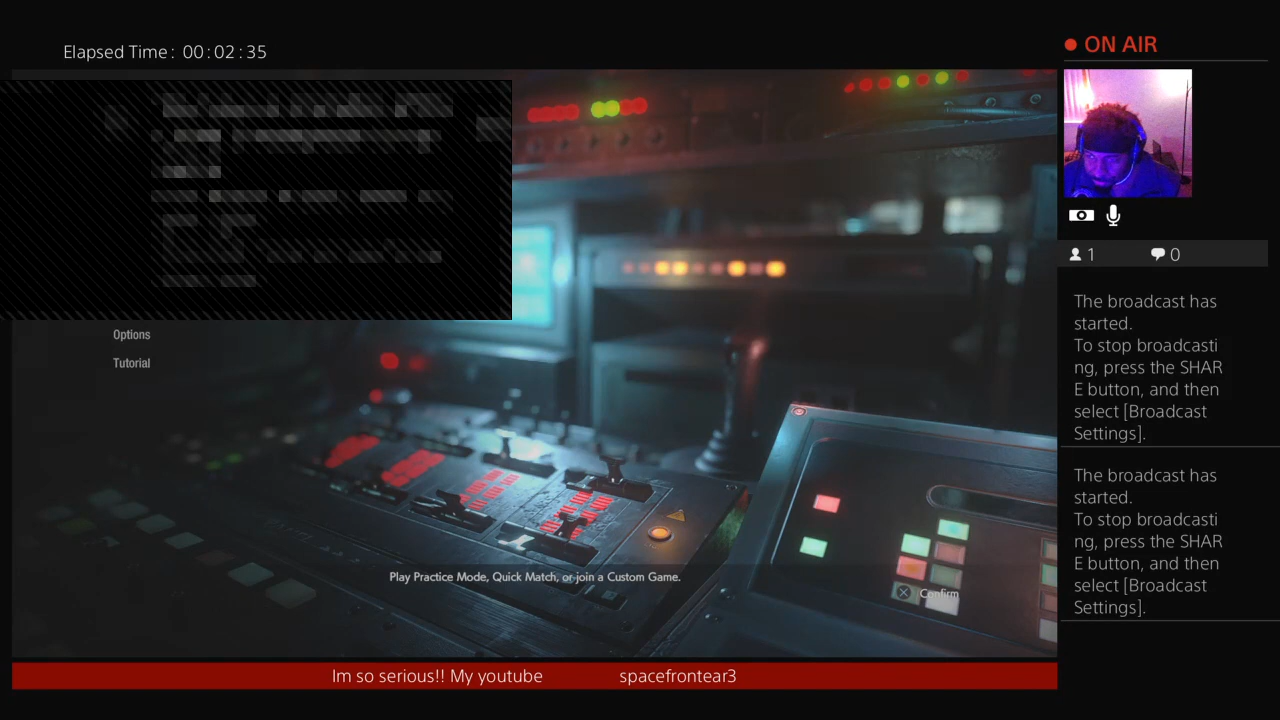 Elapsed Time: 00:02:35
ON AIR
1
0
The broadcast has
started.
To stop broadcasti
ng, press the SHAR
E button, and then
select [Broadcast
Settings].
The broadcast has
started.
To stop broadcasti
ng, press the SHAR
E button, and then
select [Broadcast
Settings].
Options
Tutorial
Play Practice Mode, Quick Match, or join a Custom Game.
Confirm
Im so serious!! My youtube spacefrontear3